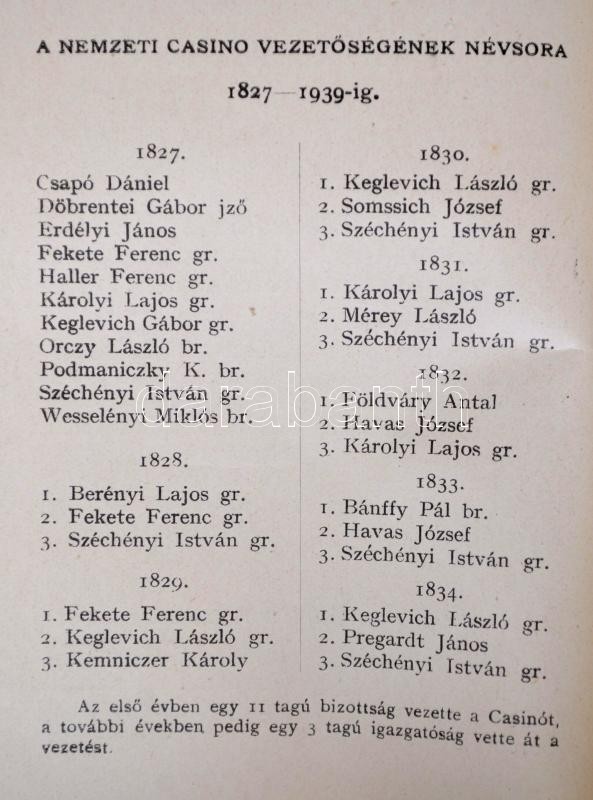 A NEMZETI CASINO VEZETŐSÉGÉNEK NÉVSORA
1827—1939-ig.
1827.
Csapó Dániel
Döbrentei Gábor jző
Erdélyi János
Fekete Ferenc gr.
Haller Ferenc gr.
Károlyi Lajos gr.
Keglevich Gábor gr.
Orczy László br.
Podmaniczky K. br.
Széchényi István gr.
Wesselényi Miklós br.
1828.
1. Berényi Lajos gr.
2. Fekete Ferenc gr.
3. Széchényi István gr.
1829.
1. Fekete Ferenc gr.
2. Keglevich László gr.
3. Kemniczer Károly
1830.
1. Keglevich László gr.
2. Somssich József
3. Széchényi István gr.
1831.
1. Károlyi Lajos gr.
2. Mérey László
3. Széchényi István gr.
1832.
1. Földváry Antal
2. Havas József
3. Károlyi Lajos gr.
1833.
1. Bánffy Pál br.
2. Havas József
3. Széchényi István gr.
1834.
1. Keglevich László gr.
2. Pregardt János
3. Széchényi István gr.
Az első évben egy 11 tagú bizottság vezette a Casinót,
a további években pedig egy 3 tagú igazgatóság vette át a
vezetést.
darabanth